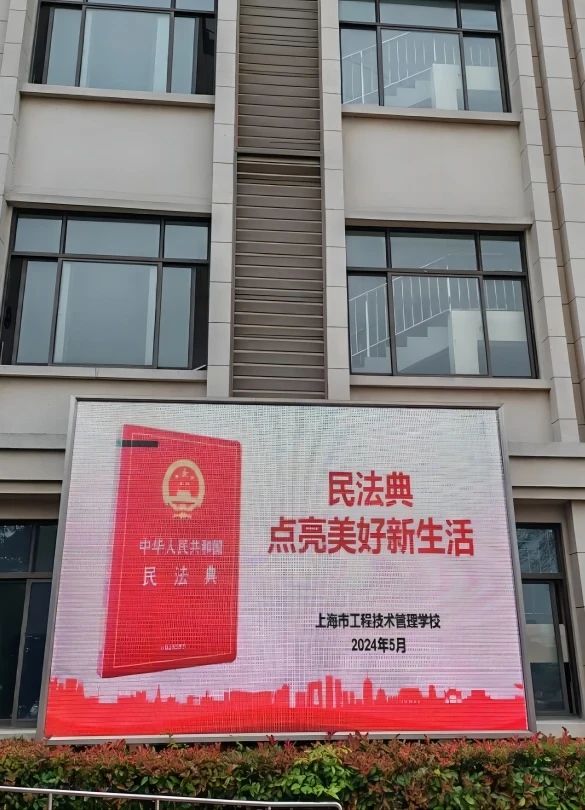 中华人民共和国
民法典
民法典
点亮美好新生活
上海市工程技术管理学校
2024年5月